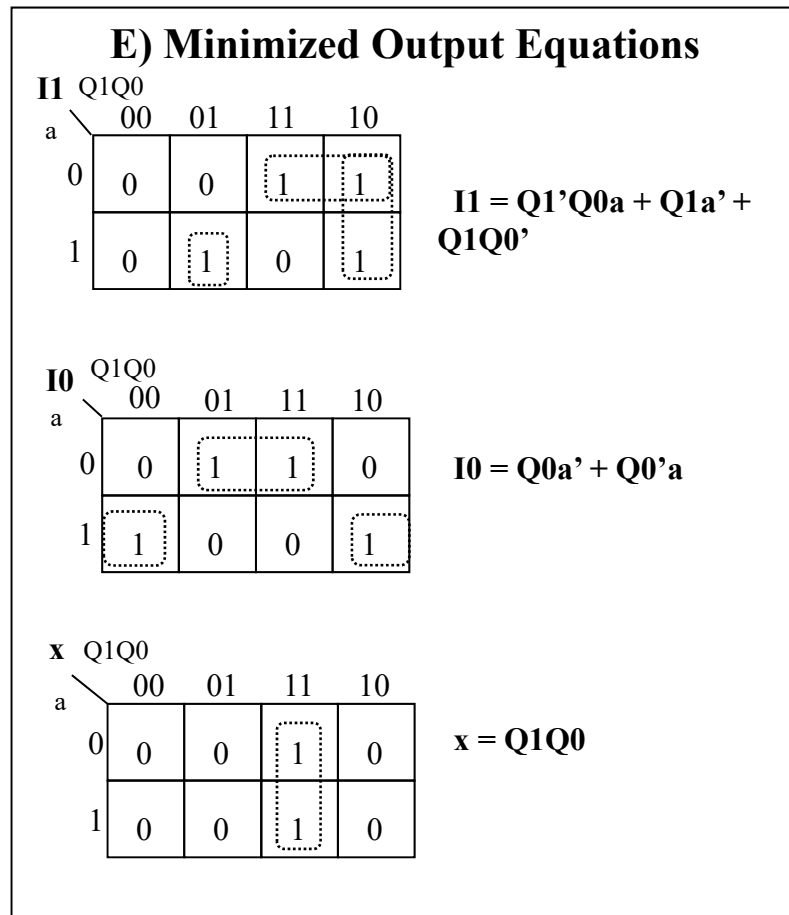 E) Minimized Output Equations
I1 Q1Q0
a 00 01 11 10
0 0 0 1 1
I1 = Q1’Q0a + Q1a’ +
Q1Q0’
1 0 1 0 1
I0 Q1Q0
a 00 01 11 10
0 0 1 1 0
I0 = Q0a’ + Q0’a
1 1 0 0 1
x Q1Q0
a 00 01 11 10
0 0 0 1 0
x = Q1Q0
1 0 0 1 0